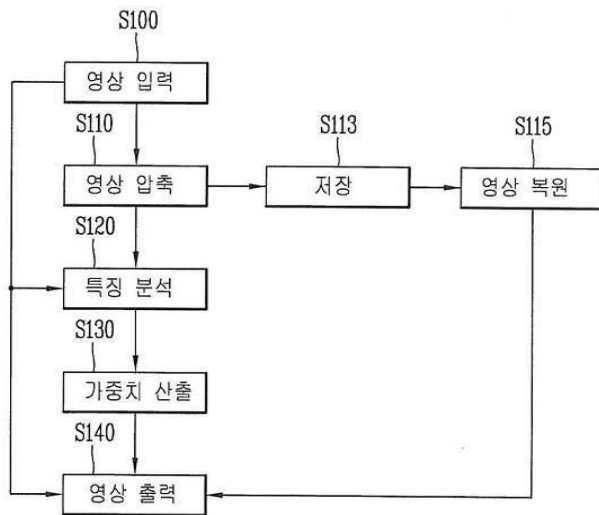 S100
영상 입력
S110
영상 압축
S113
저장
S115
영상 복원
S120
특징 분석
S130
가중치 산출
S140
영상 출력